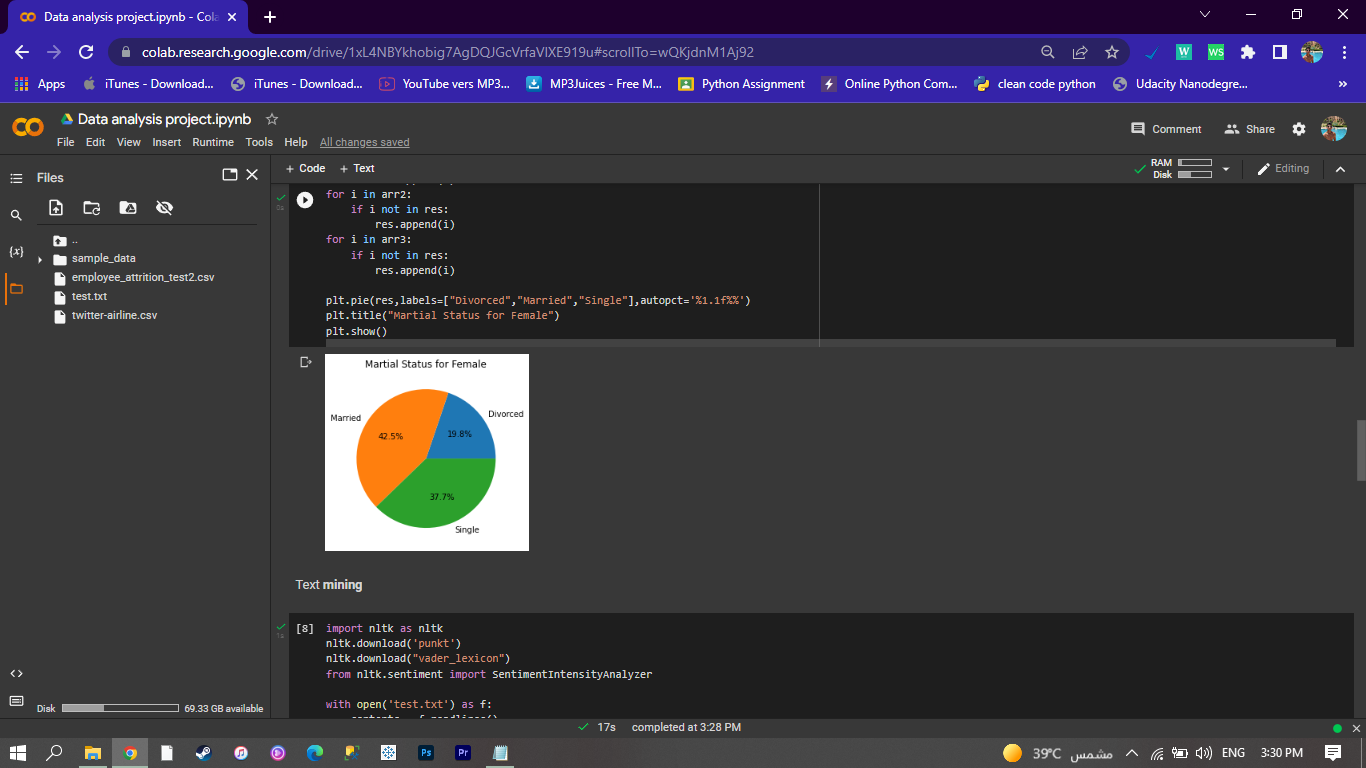 Data analysis project.ipynb - Cola
colab.research.google.com/drive/1xL4NBYkhobig7AgDQJGcVrfaVlXE919u#scrollTo=wQKjdnM1Aj92
Apps
iTunes - Download...
iTunes - Download...
YouTube vers MP3...
MP3Juices - Free M...
Python Assignment
Online Python Com...
clean code python
Udacity Nanodegre...
»
Data analysis project.ipynb
File Edit View Insert Runtime Tools Help All changes saved
Comment
Share
Files
+ Code + Text
RAM
Disk
Editing
..
sample_data
employee_attrition_test2.csv
test.txt
twitter-airline.csv
{x}
for i in arr2:
    if i not in res:
        res.append(i)
for i in arr3:
    if i not in res:
        res.append(i)
plt.pie(res,labels=["Divorced","Married","Single"],autopct='%1.1f%%')
plt.title("Martial Status for Female")
plt.show()
Martial Status for Female
Married
Divorced
42.5%
19.8%
37.7%
Single
Text mining
[8] import nltk as nltk
nltk.download('punkt')
nltk.download("vader_lexicon")
from nltk.sentiment import SentimentIntensityAnalyzer
with open('test.txt') as f:
Disk 69.33 GB available
17s completed at 3:28 PM
39°C مشمس
ENG
3:30 PM